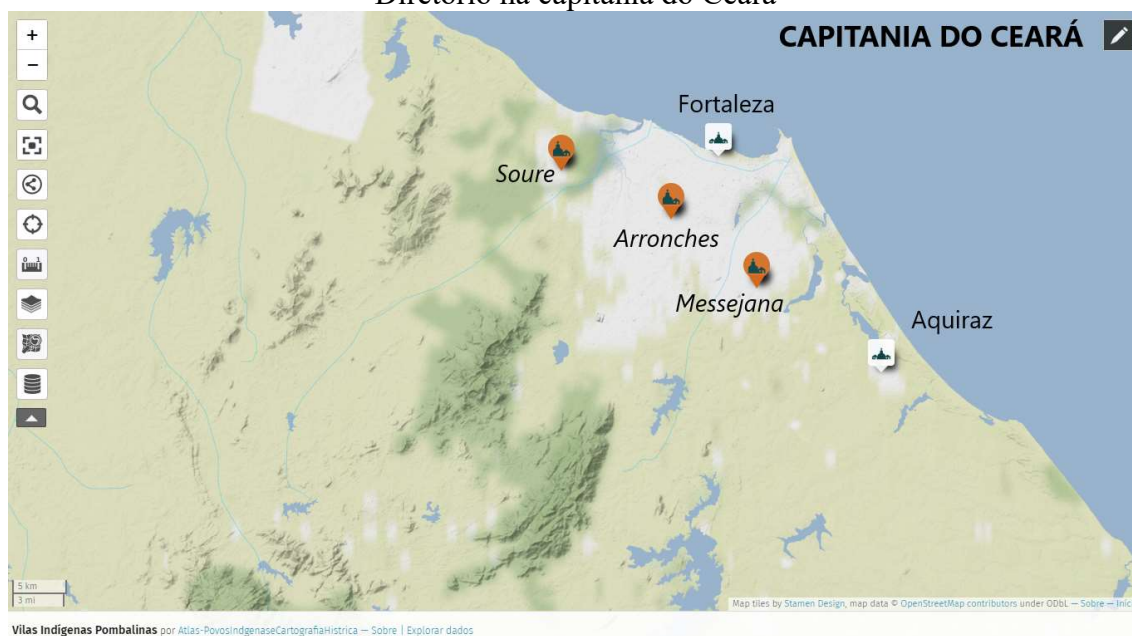 Diretório na capitania do Ceará
CAPITANIA DO CEARÁ
Fortaleza
Soure
Arronches
Messejana
Aquiraz
5 km
3 mi
Map tiles by Stamen Design, map data © OpenStreetMap contributors under ODbL — Sobre — Inic
Vilas Indígenas Pombalinas por Atlas-PovosIndgenaseCartografiaHistrica — Sobre | Explorar dados